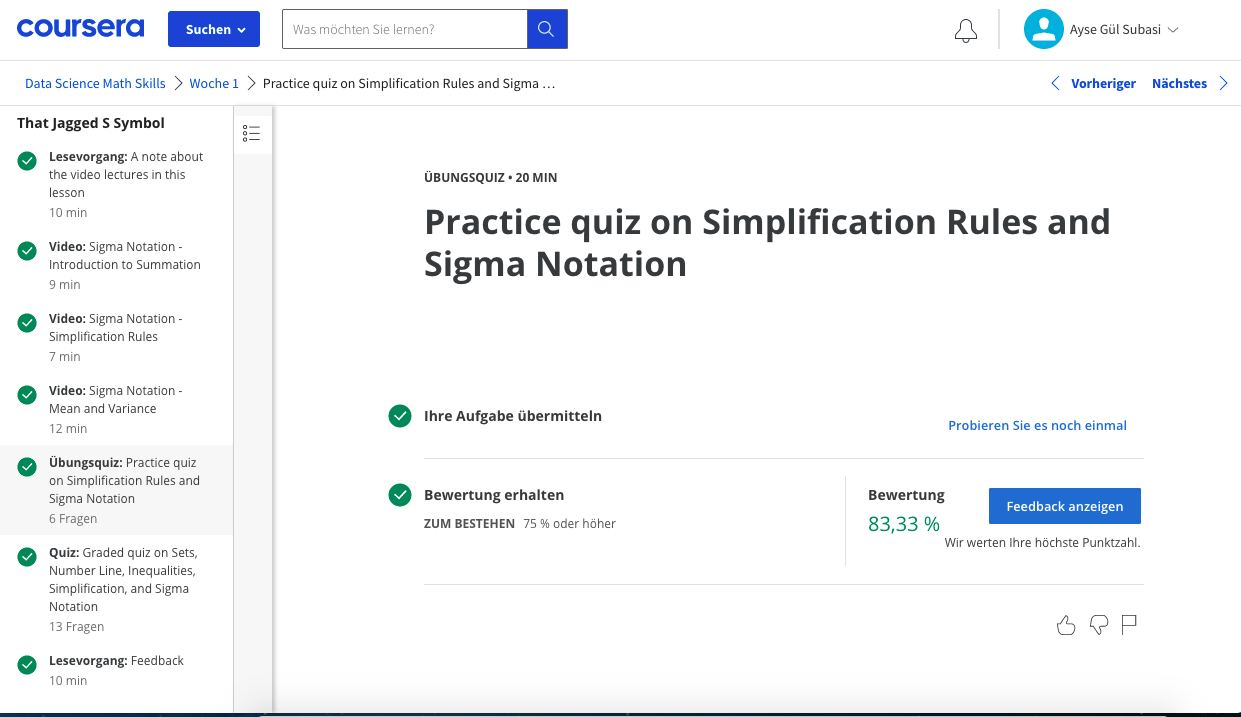 coursera
Suchen
Was möchten Sie lernen?
Ayse Gül Subasi
Data Science Math Skills
Woche 1
Practice quiz on Simplification Rules and Sigma …
Vorheriger
Nächstes
That Jagged S Symbol
Lesevorgang: A note about
the video lectures in this
lesson
10 min
Video: Sigma Notation -
Introduction to Summation
9 min
Video: Sigma Notation -
Simplification Rules
7 min
Video: Sigma Notation -
Mean and Variance
12 min
Übungsquiz: Practice quiz
on Simplification Rules and
Sigma Notation
6 Fragen
Quiz: Graded quiz on Sets,
Number Line, Inequalities,
Simplification, and Sigma
Notation
13 Fragen
Lesevorgang: Feedback
10 min
ÜBUNGSQUIZ • 20 MIN
Practice quiz on Simplification Rules and
Sigma Notation
Ihre Aufgabe übermitteln
Probieren Sie es noch einmal
Bewertung erhalten
ZUM BESTEHEN 75 % oder höher
Bewertung
83,33 %
Feedback anzeigen
Wir werten Ihre höchste Punktzahl.